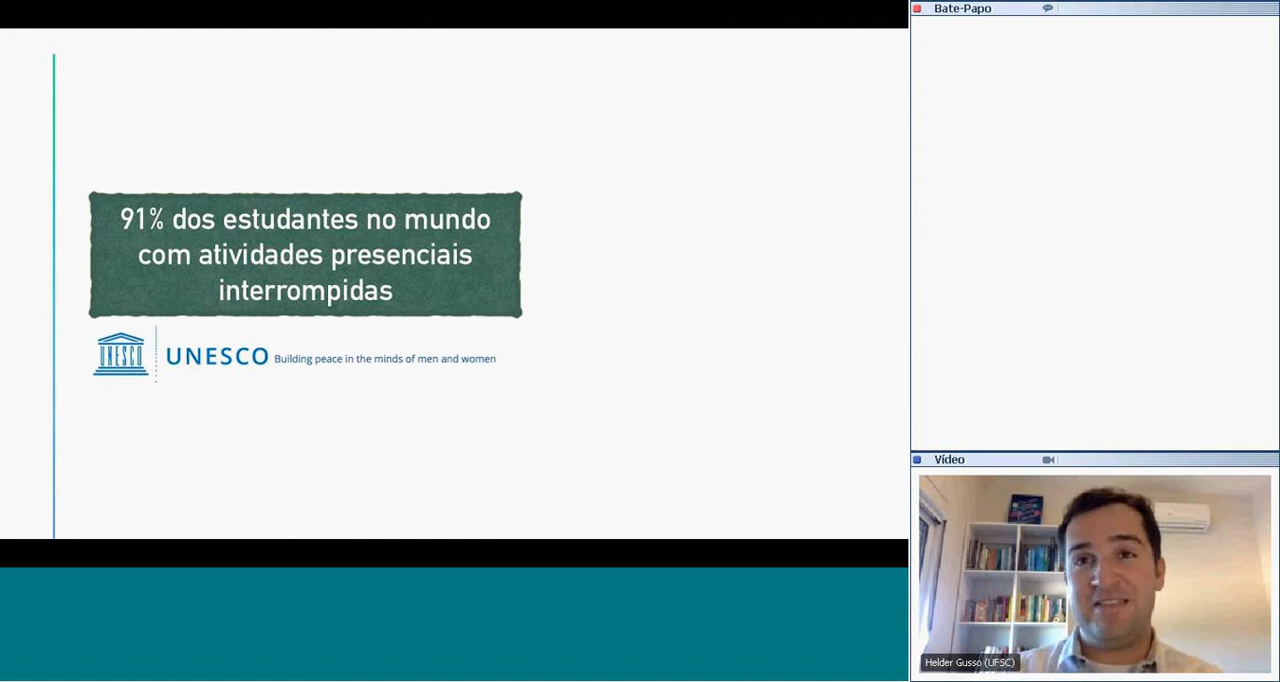 91% dos estudantes no mundo
com atividades presenciais
interrompidas
UNESCO
UNESCO Building peace in the minds of men and women
Bate-Papo
Vídeo
Helder Gusso (UFSC)